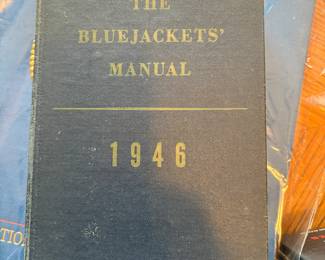 THE
BLUEJACKETS'
MANUAL
1946